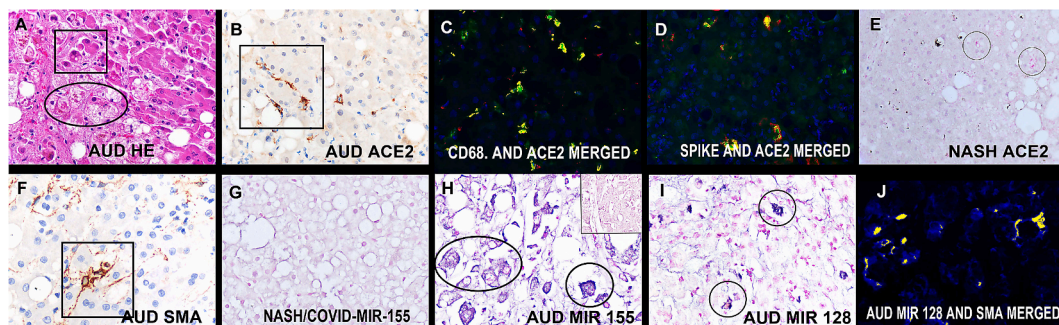 A
AUD HE
B
AUD ACE2
C
CD68. AND ACE2 MERGED
D
SPIKE AND ACE2 MERGED
E
NASH ACE2
F
AUD SMA
G
NASH/COVID-MIR-155
H
AUD MIR 155
I
AUD MIR 128
J
AUD MIR 128 AND SMA MERGED